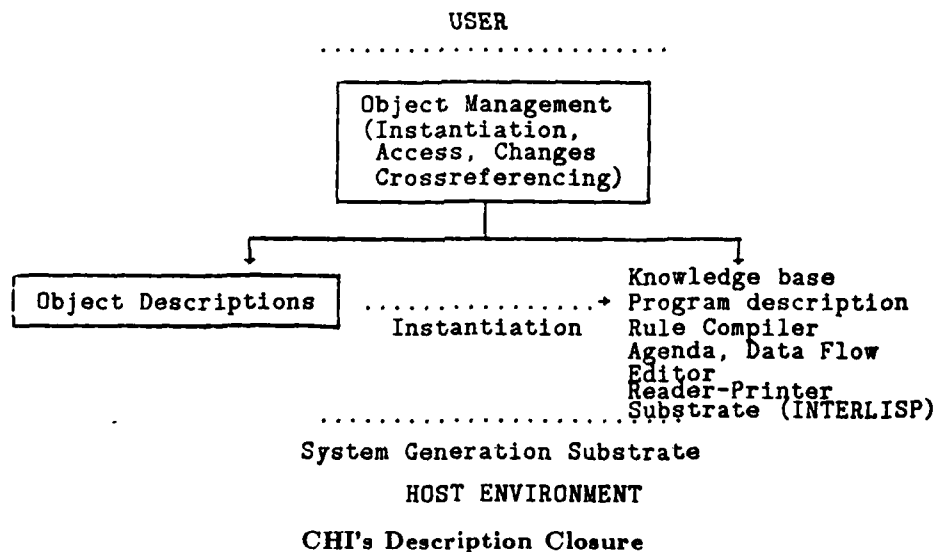 USER
Object Management
(Instantiation,
Access, Changes
Crossreferencing)
Object Descriptions
Instantiation
Knowledge base
Program description
Rule Compiler
Agenda, Data Flow
Editor
Reader-Printer
Substrate (INTERLISP)
System Generation Substrate
HOST ENVIRONMENT
CHI's Description Closure